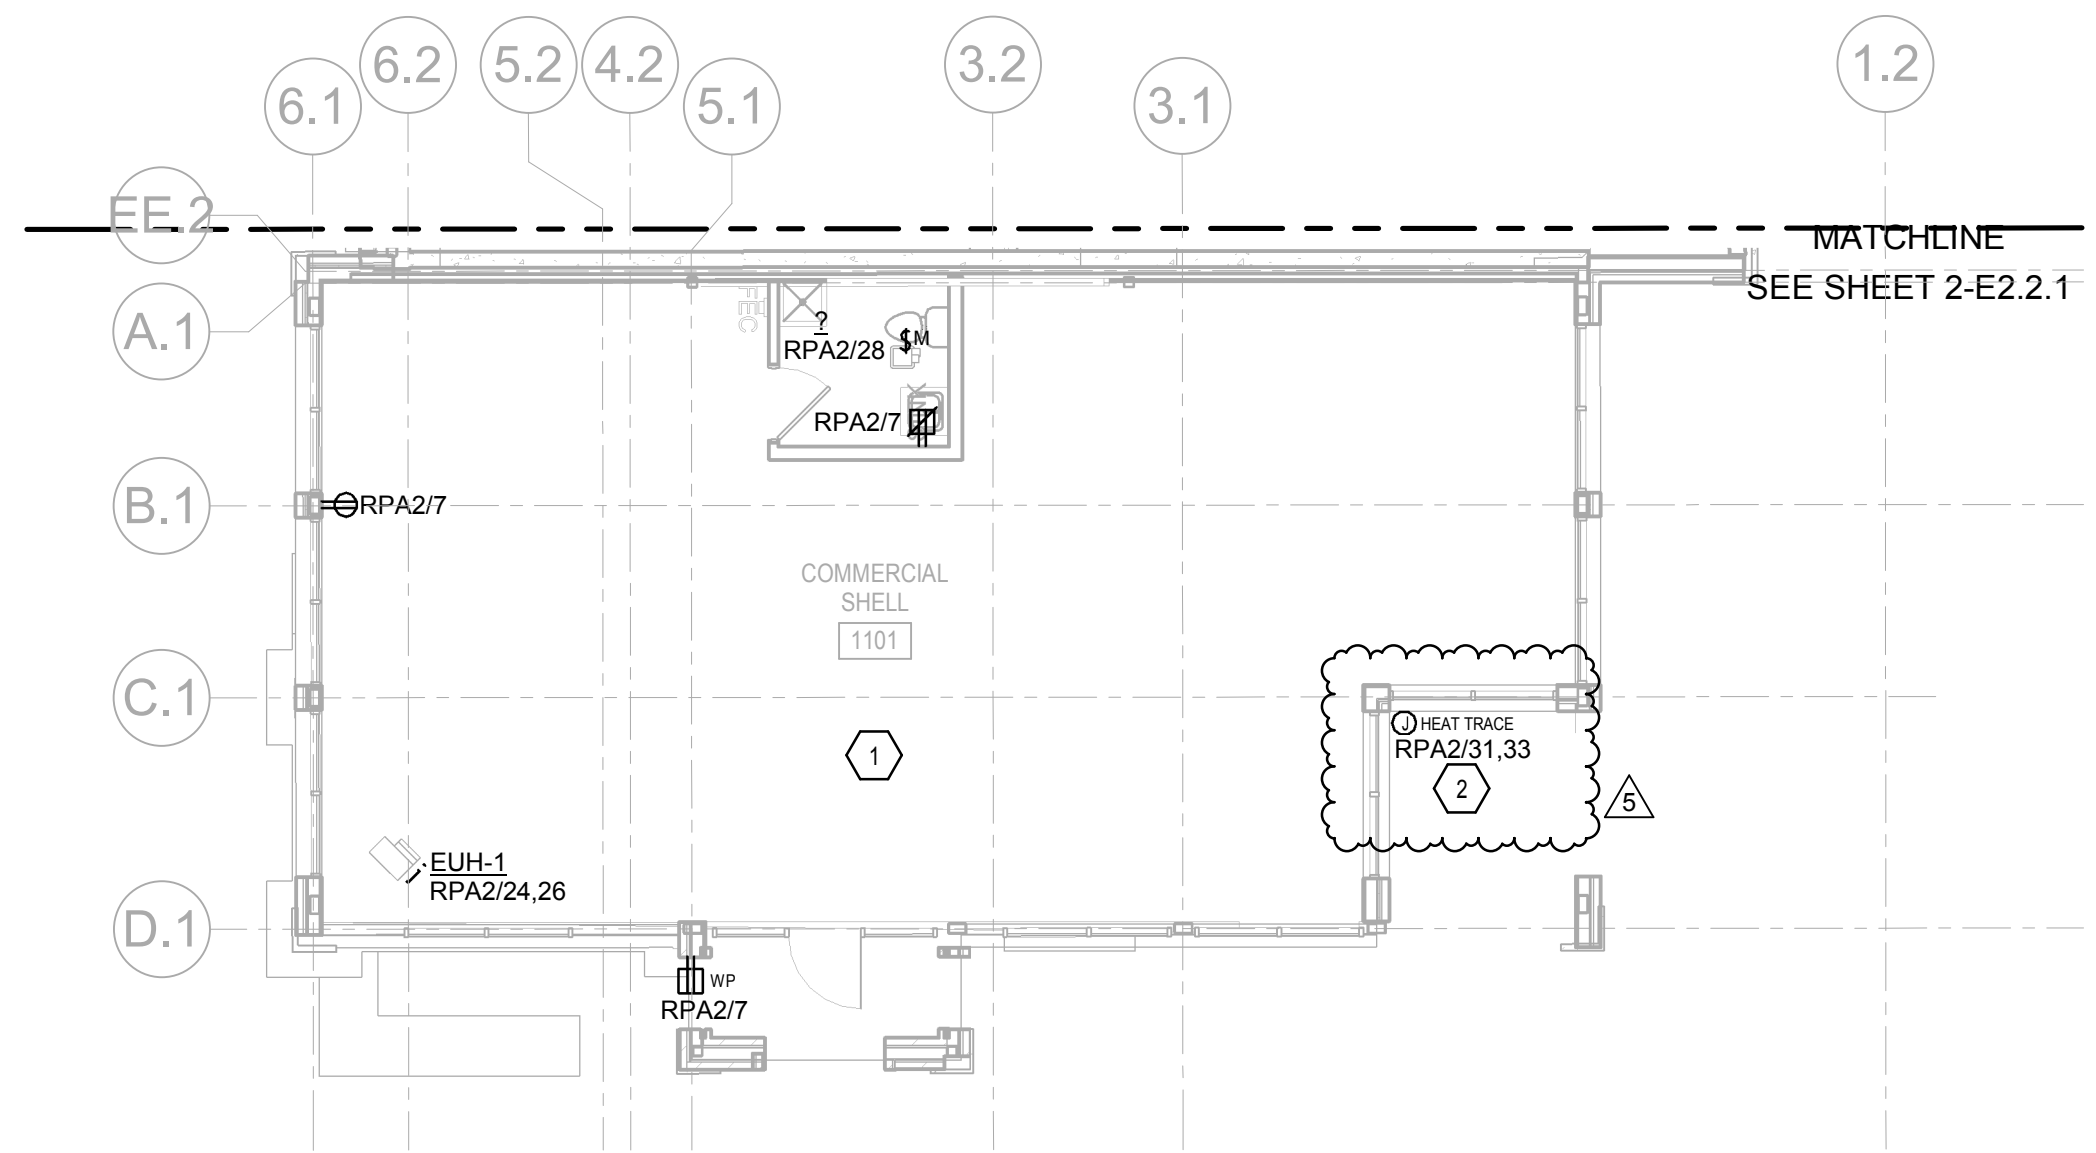 6.2
5.2
4.2
3.2
1.2
6.1
5.1
3.1
EE.2
MATCHLINE
SEE SHEET 2-E2.2.1
A.1
FEC
?
RPA2/28
$M
RPA2/7
B.1
RPA2/7
COMMERCIAL
SHELL
1101
C.1
J HEAT TRACE
RPA2/31,33
1
2
5
EUH-1
RPA2/24,26
D.1
WP
RPA2/7